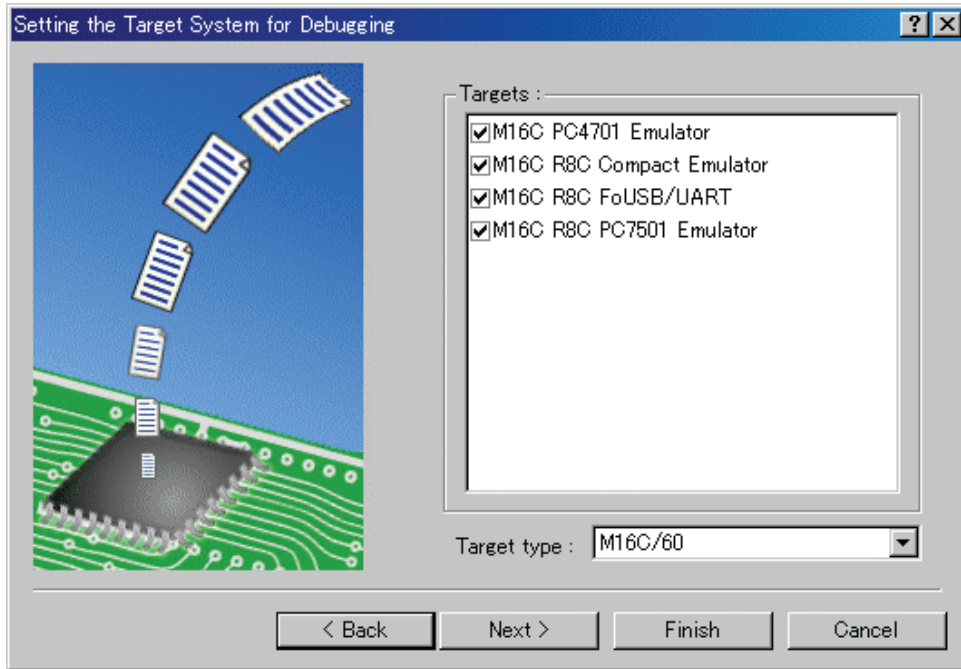 Setting the Target System for Debugging
Targets :
M16C PC4701 Emulator
M16C R8C Compact Emulator
M16C R8C FoUSB/UART
M16C R8C PC7501 Emulator
Target type : M16C/60
< Back Next > Finish Cancel